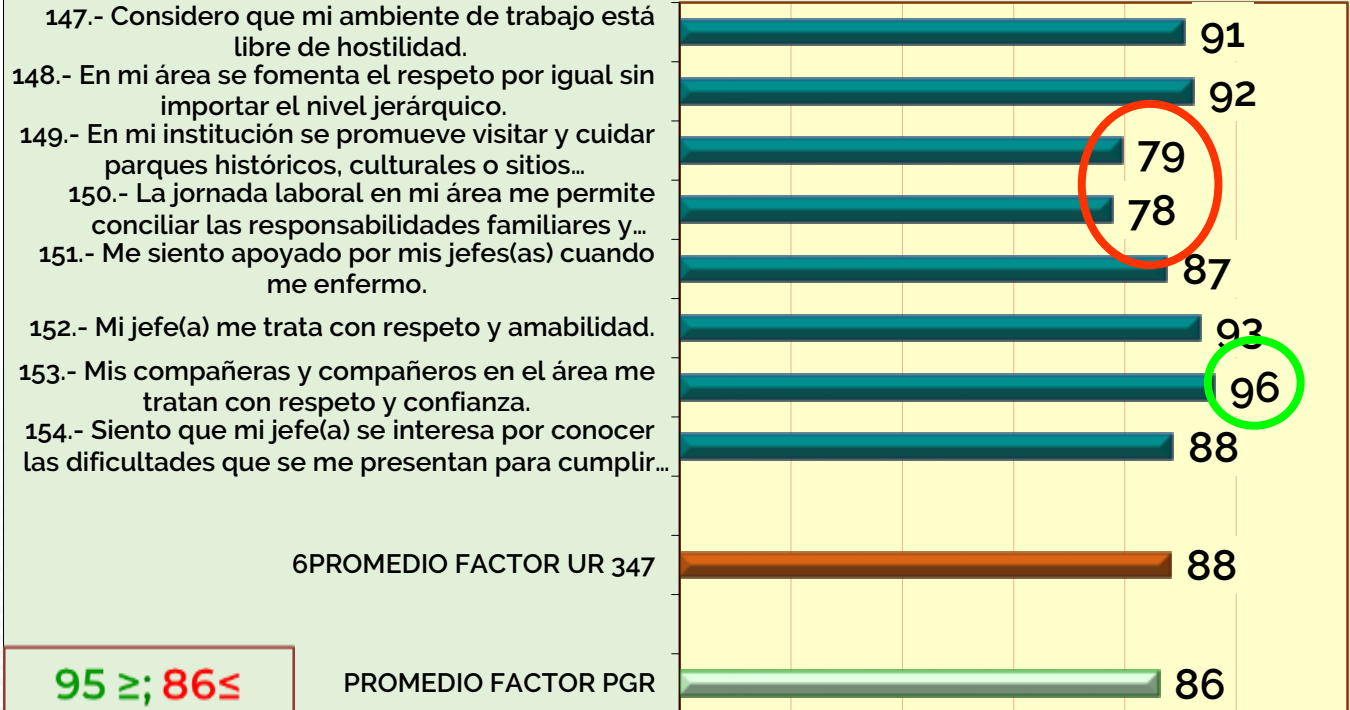 147.- Considero que mi ambiente de trabajo está
libre de hostilidad.
91
148.- En mi área se fomenta el respeto por igual sin
importar el nivel jerárquico.
92
149.- En mi institución se promueve visitar y cuidar
parques históricos, culturales o sitios...
79
150.- La jornada laboral en mi área me permite
conciliar las responsabilidades familiares y...
78
151.- Me siento apoyado por mis jefes(as) cuando
me enfermo.
87
152.- Mi jefe(a) me trata con respeto y amabilidad.
93
153.- Mis compañeras y compañeros en el área me
tratan con respeto y confianza.
96
154.- Siento que mi jefe(a) se interesa por conocer
las dificultades que se me presentan para cumplir...
88
6PROMEDIO FACTOR UR 347
88
95 ≥; 86≤
PROMEDIO FACTOR PGR
86